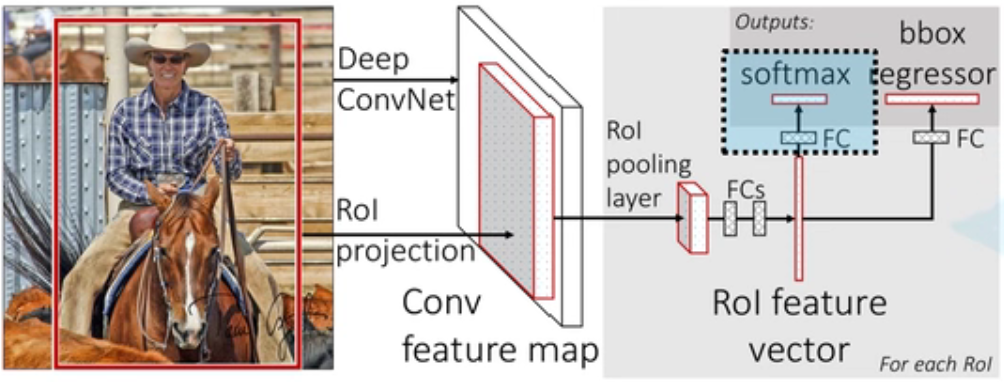 Deep
ConvNet
RoI
projection
Conv
feature map
RoI
pooling
layer
FCs
Outputs:
softmax
FC
bbox
regressor
FC
RoI feature
vector
For each RoI